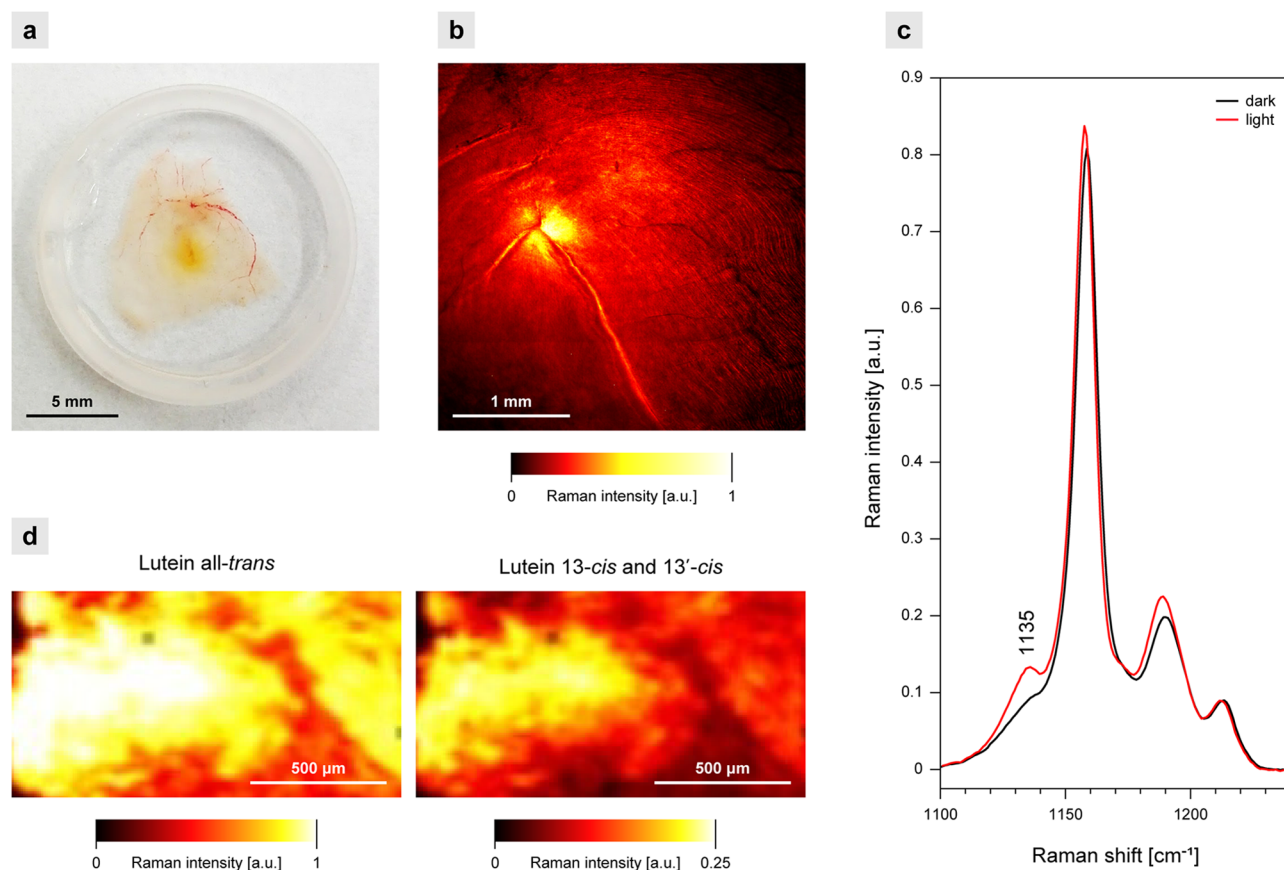 a
5 mm
b
1 mm
0 Raman intensity [a.u.] 1
c
0.9
0.8
0.7
0.6
0.5
0.4
0.3
0.2
0.1
0
Raman intensity [a.u.]
dark
light
1135
1100 1150 1200
Raman shift [cm⁻¹]
d
Lutein all-trans
500 µm
0 Raman intensity [a.u.] 1
Lutein 13-cis and 13′-cis
500 µm
0 Raman intensity [a.u.] 0.25